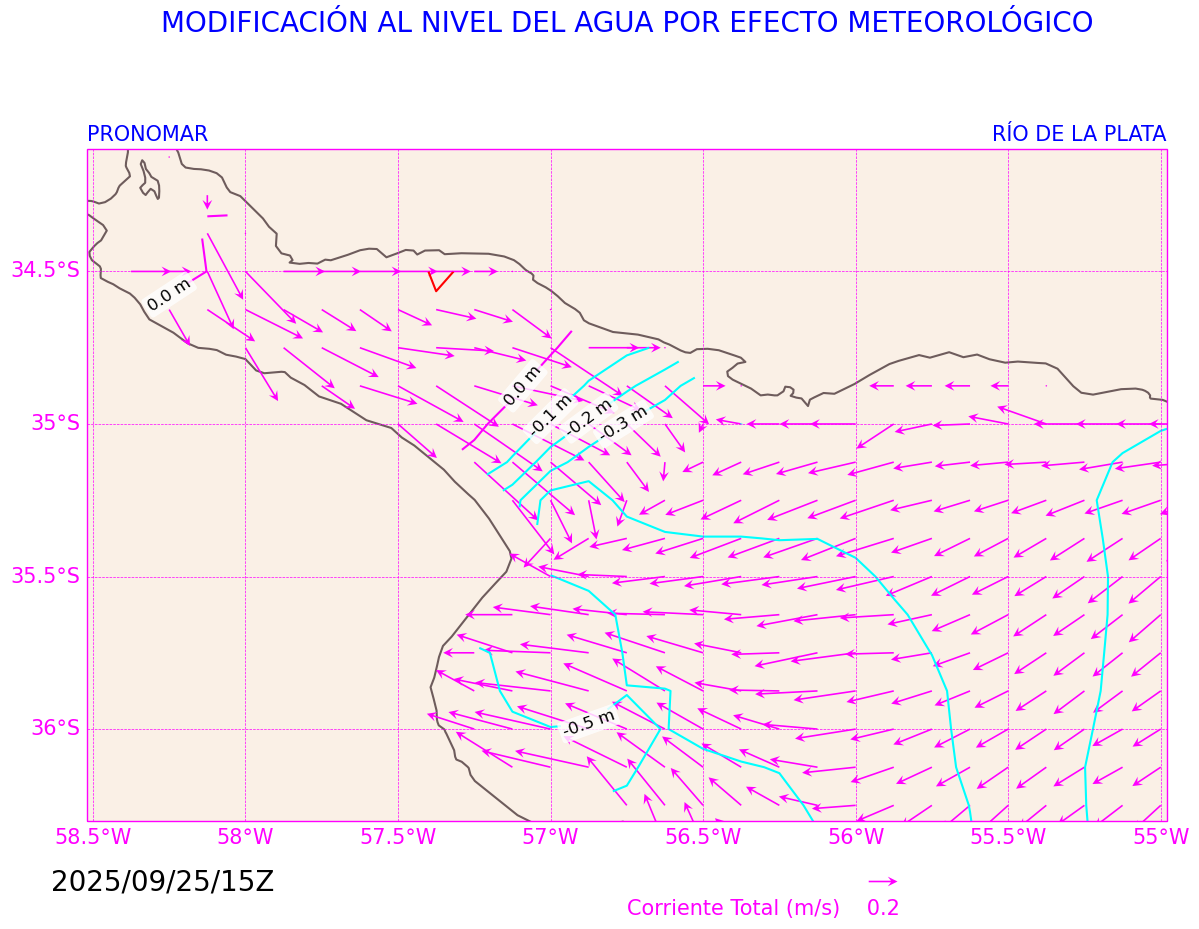 MODIFICACIÓN AL NIVEL DEL AGUA POR EFECTO METEOROLÓGICO
PRONOMAR
RÍO DE LA PLATA
34.5°S
35°S
35.5°S
36°S
0.0 m
0.0 m
-0.1 m
-0.2 m
-0.3 m
-0.5 m
58.5°W
58°W
57.5°W
57°W
56.5°W
56°W
55.5°W
55°W
2025/09/25/15Z
Corriente Total (m/s)
0.2